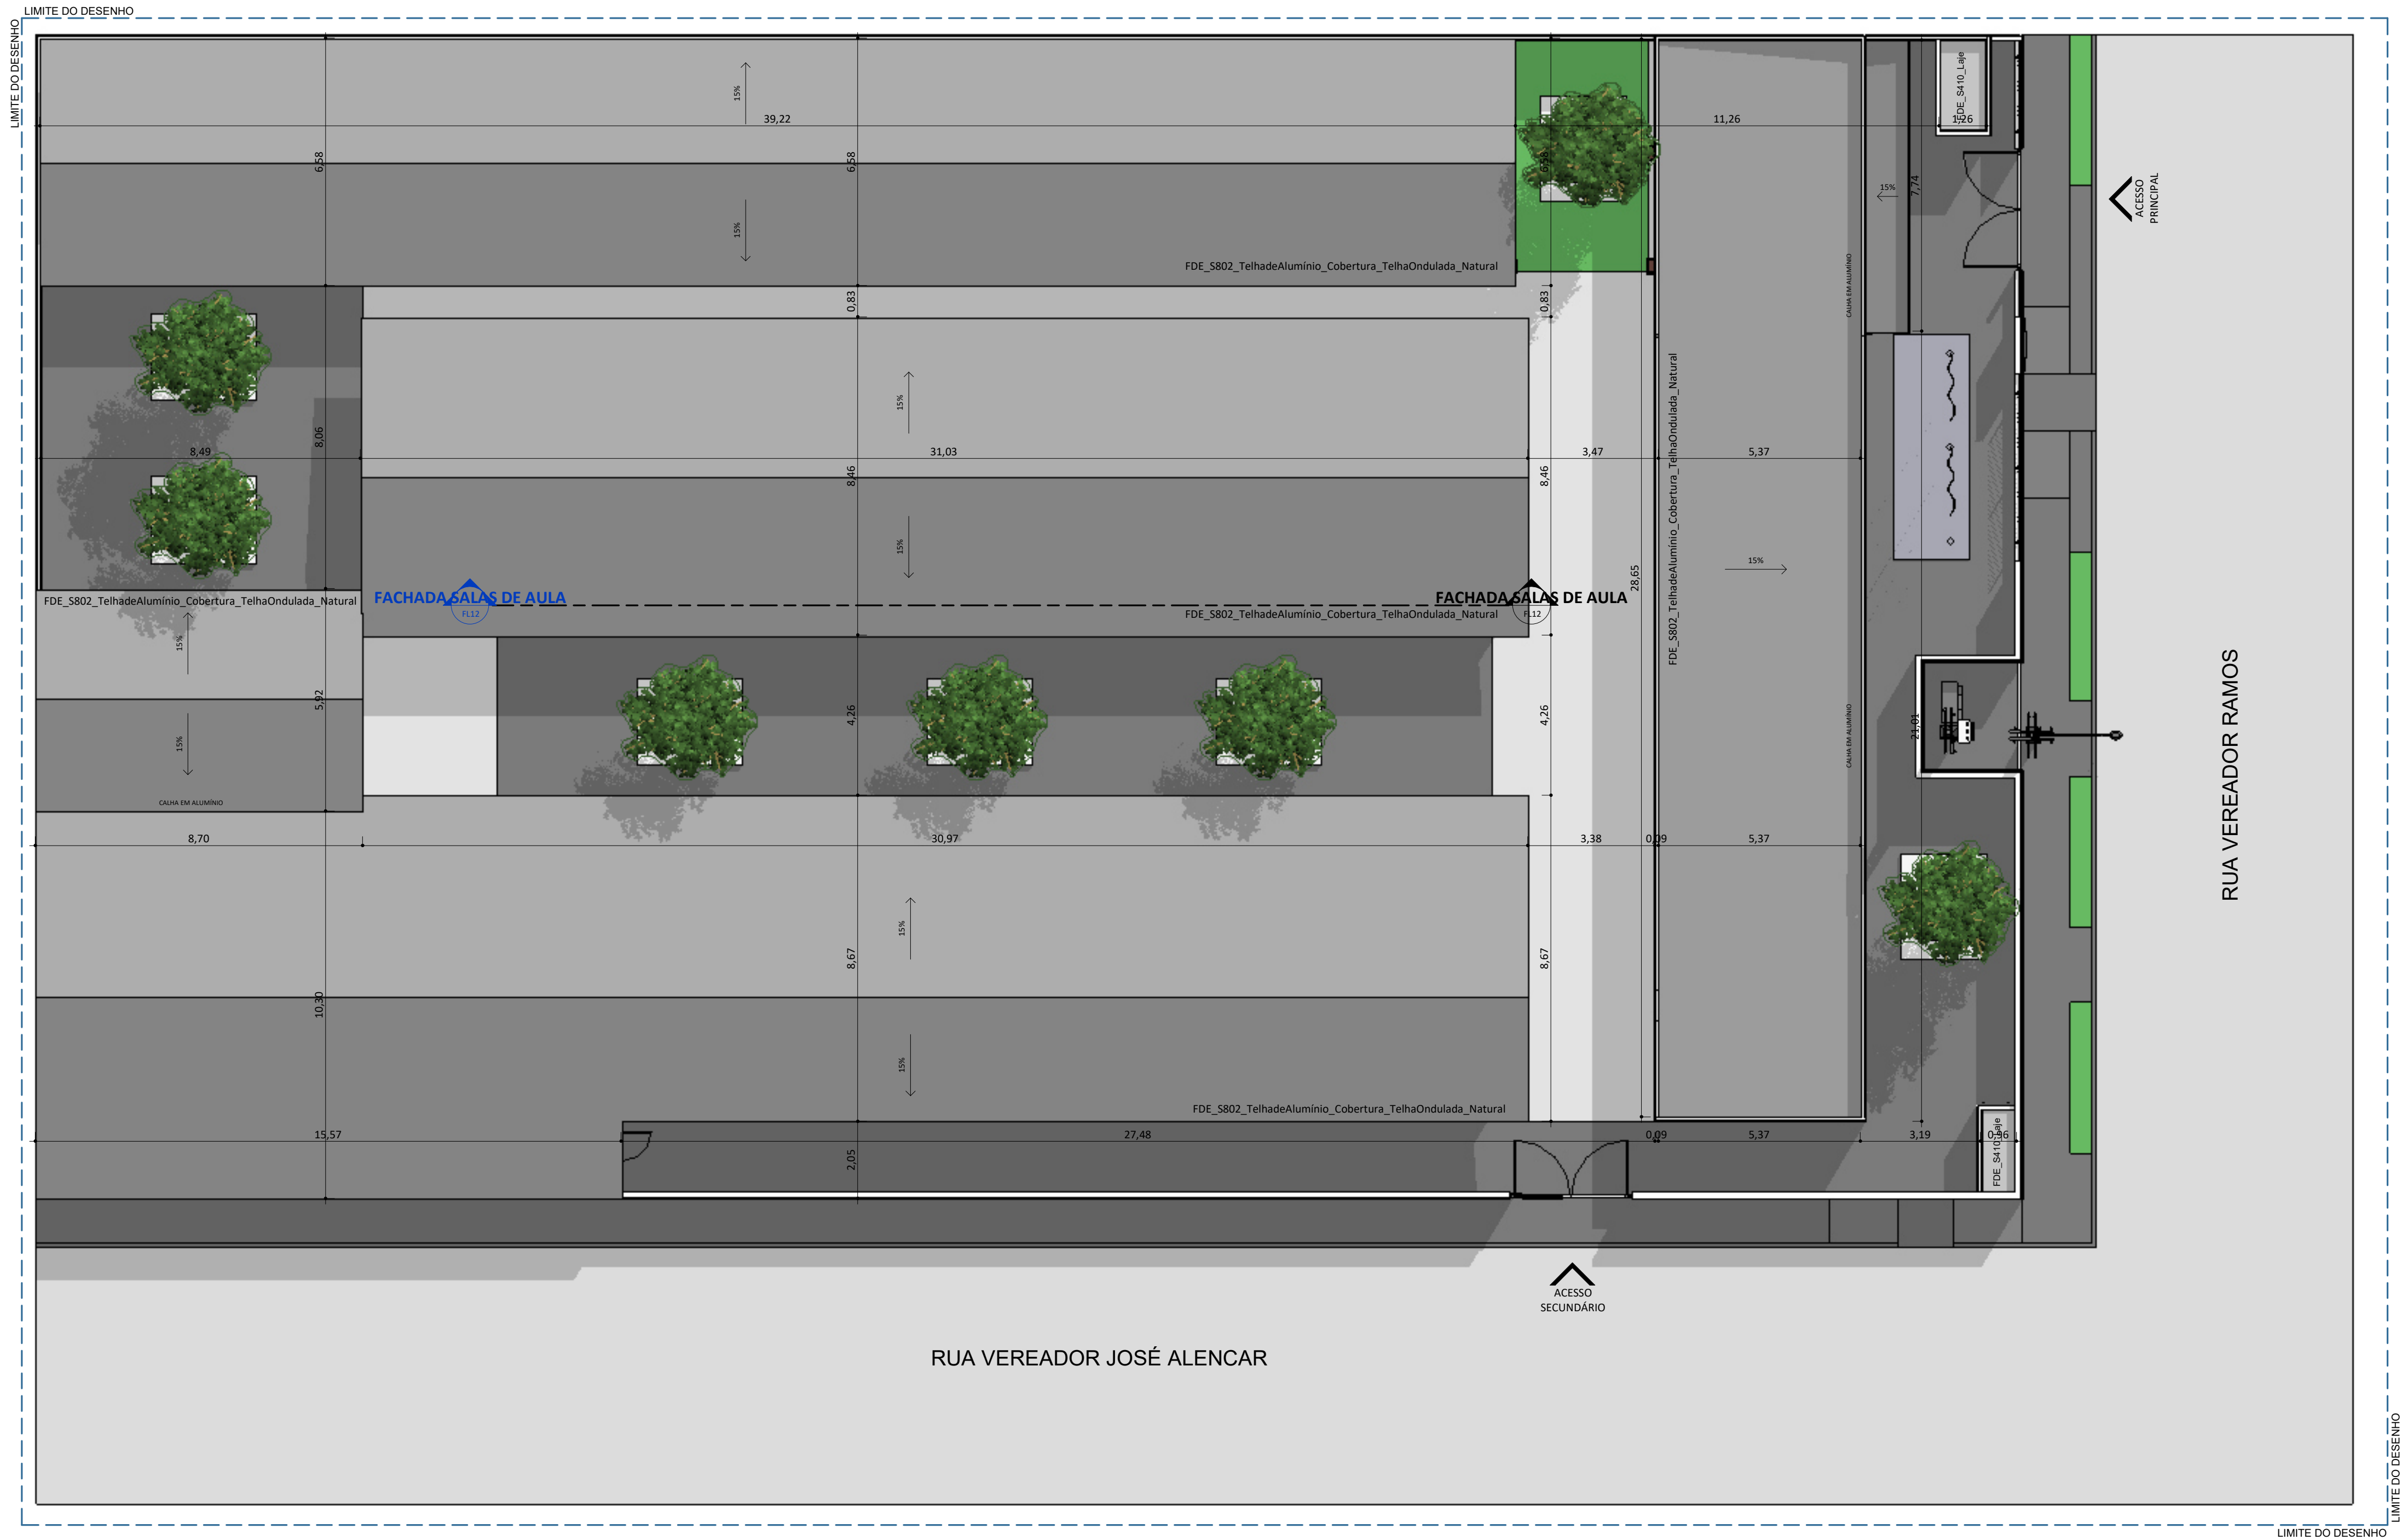 LIMITE DO DESENHO
LIMITE DO DESENHO
15%
39,22
11,26
1,26
FDE_S410_Laje
6,58
6,58
6,58
15%
15%
7,74
ACESSO
PRINCIPAL
FDE_S802_TelhadeAlumínio_Cobertura_TelhaOndulada_Natural
CALHA EM ALUMÍNIO
0,83
0,83
15%
8,06
8,49
31,03
3,47
5,37
8,46
8,46
FDE_S802_TelhadeAlumínio_Cobertura_TelhaOndulada_Natural
15%
15%
28,65
FACHADA SALAS DE AULA
FL12
FACHADA SALAS DE AULA
FL12
FDE_S802_TelhadeAlumínio_Cobertura_TelhaOndulada_Natural
FDE_S802_TelhadeAlumínio_Cobertura_TelhaOndulada_Natural
15%
5,92
4,26
4,26
15%
CALHA EM ALUMÍNIO
21,01
RUA VEREADOR RAMOS
CALHA EM ALUMÍNIO
8,70
30,97
3,38
0,09
5,37
15%
8,67
8,67
10,30
15%
FDE_S802_TelhadeAlumínio_Cobertura_TelhaOndulada_Natural
15,57
27,48
0,09
5,37
3,19
0,96
2,05
FDE_S410_Laje
ACESSO
SECUNDÁRIO
RUA VEREADOR JOSÉ ALENCAR
LIMITE DO DESENHO
LIMITE DO DESENHO